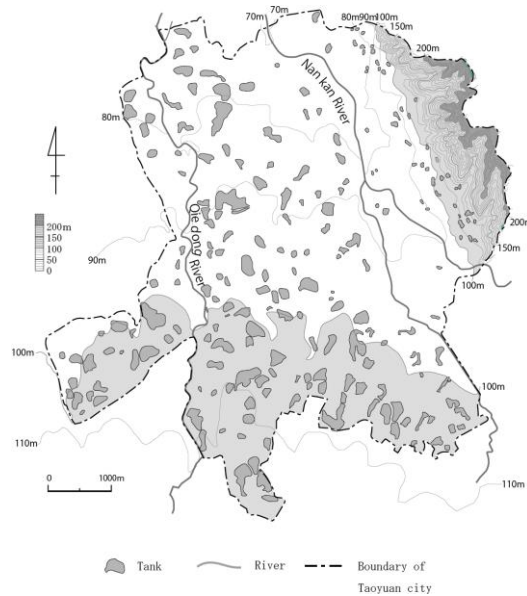 70m
70m
80m
90m
100m
150m
200m
Nan kan River
80m
Qie dong River
200m
150
100
50
0
200m
150m
90m
100m
100m
100m
110m
110m
0 1000m
Tank River Boundary of
Taoyuan city